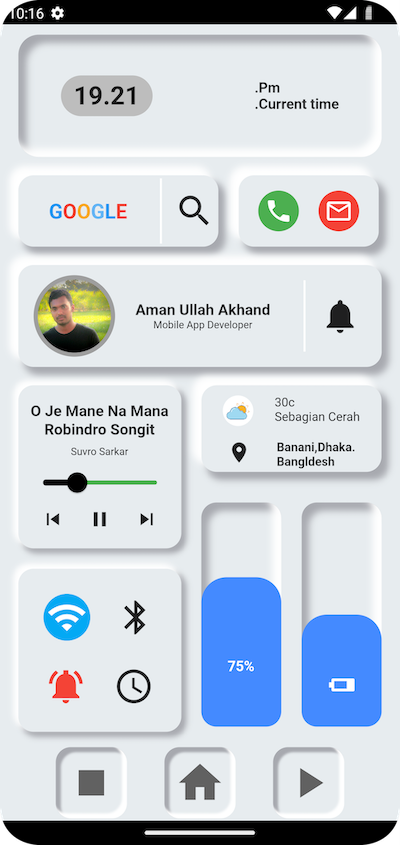 10:16
19.21
.Pm
.Current time
GOOGLE
Aman Ullah Akhand
Mobile App Developer
O Je Mane Na Mana
Robindro Songit
Suvro Sarkar
30c
Sebagian Cerah
Banani,Dhaka.
Bangldesh
75%